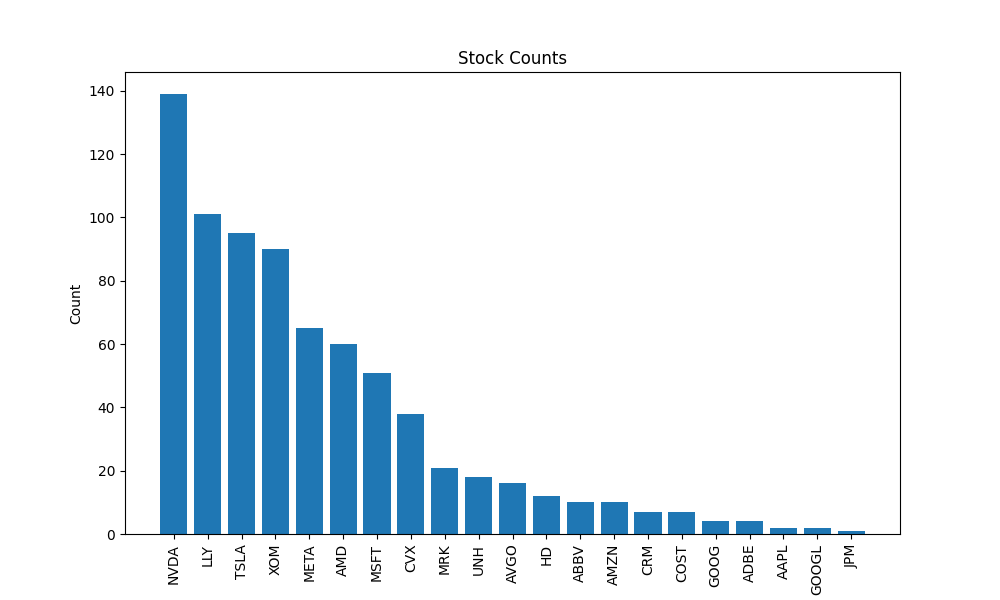 Stock Counts
140
120
100
80
60
40
20
0
Count
NVDA
LLY
TSLA
XOM
META
AMD
MSFT
CVX
MRK
UNH
AVGO
HD
ABBV
AMZN
CRM
COST
GOOG
ADBE
AAPL
GOOGL
JPM